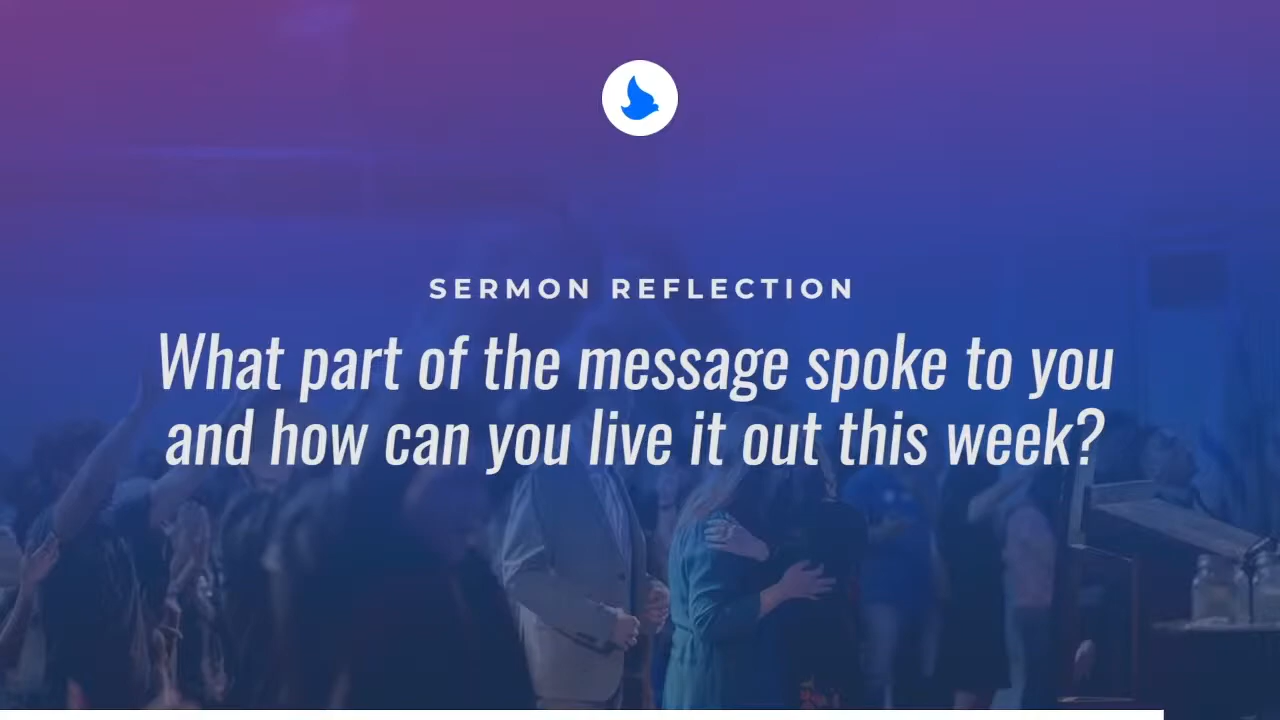 SERMON REFLECTION
What part of the message spoke to you
and how can you live it out this week?